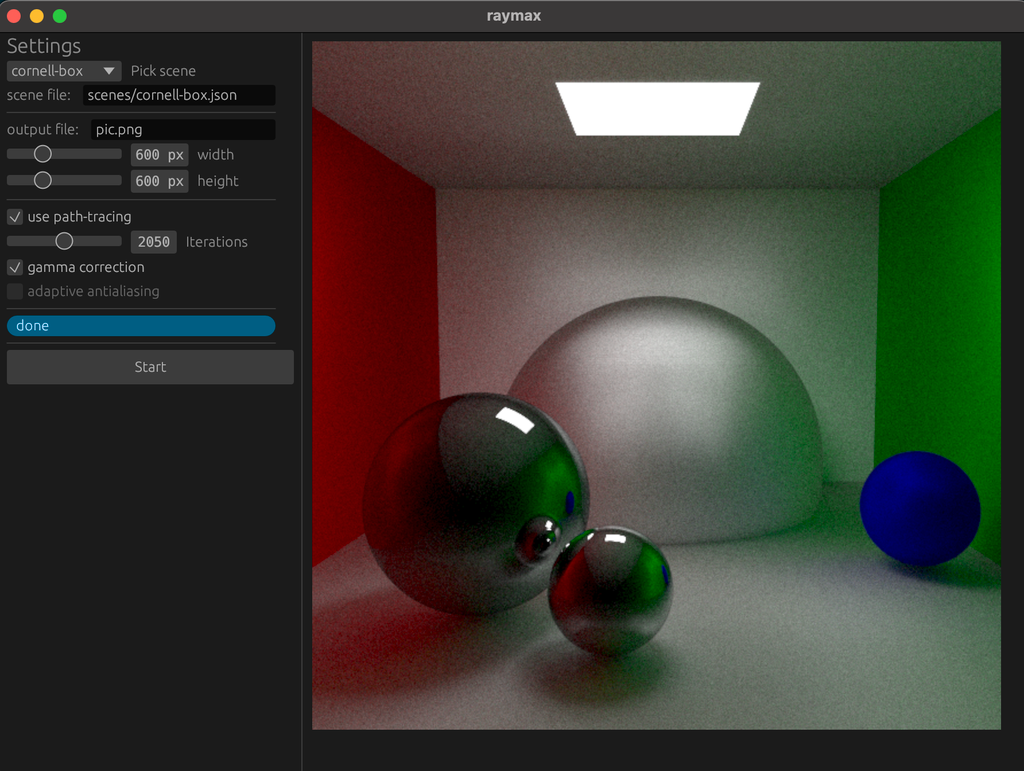 raymax
Settings
cornell-box Pick scene
scene file: scenes/cornell-box.json
output file: pic.png
600 px width
600 px height
use path-tracing
2050 Iterations
gamma correction
adaptive antialiasing
done
Start